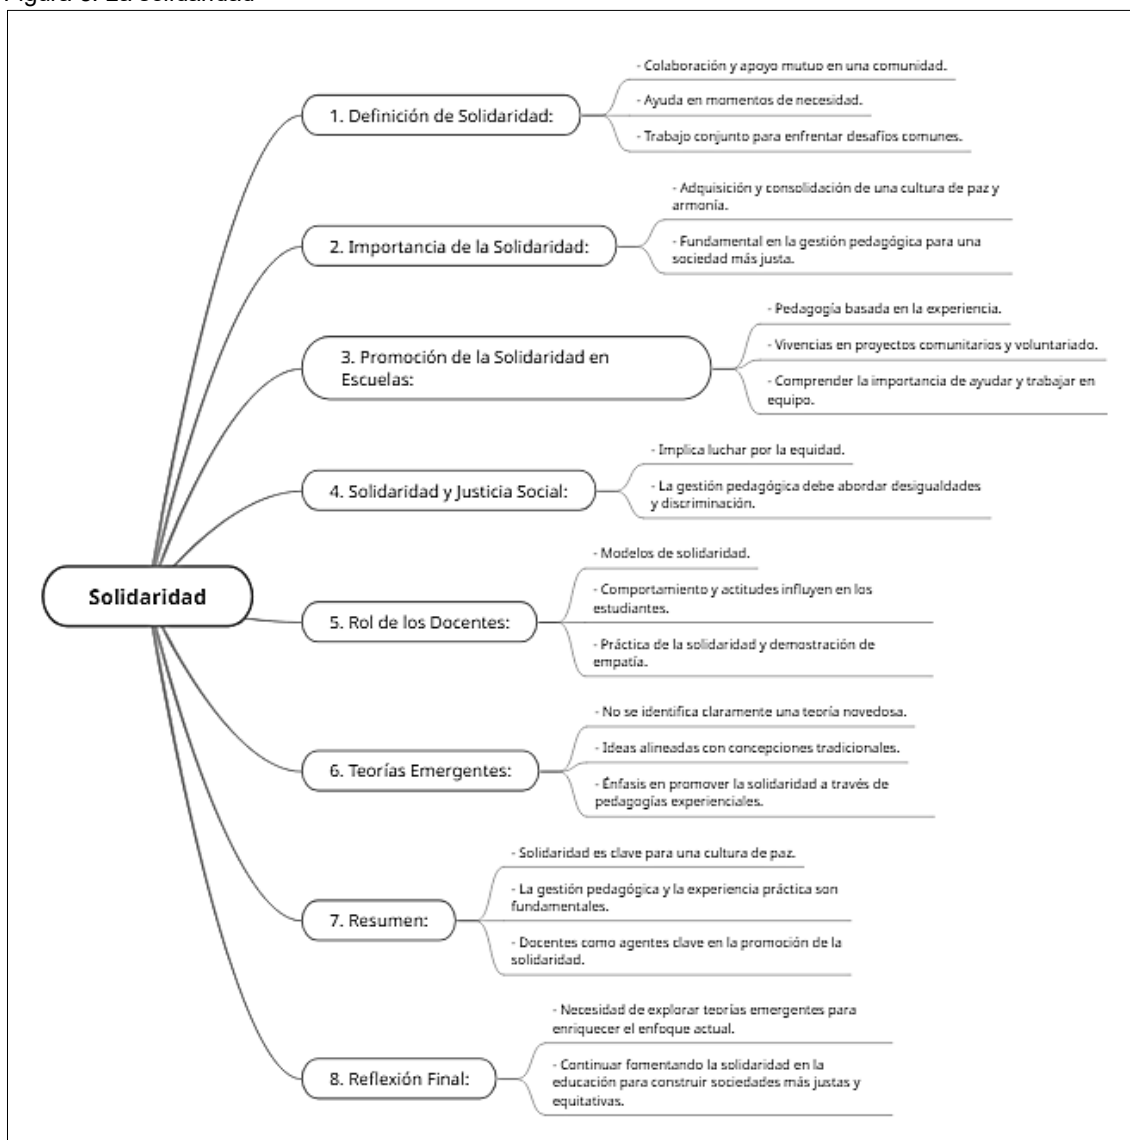 Solidaridad
1. Definición de Solidaridad:
- Colaboración y apoyo mutuo en una comunidad.
- Ayuda en momentos de necesidad.
- Trabajo conjunto para enfrentar desafíos comunes.
2. Importancia de la Solidaridad:
- Adquisición y consolidación de una cultura de paz y
armonía.
- Fundamental en la gestión pedagógica para una
sociedad más justa.
3. Promoción de la Solidaridad en
Escuelas:
- Pedagogía basada en la experiencia.
- Vivencias en proyectos comunitarios y voluntariado.
- Comprender la importancia de ayudar y trabajar en
equipo.
4. Solidaridad y Justicia Social:
- Implica luchar por la equidad.
- La gestión pedagógica debe abordar desigualdades
y discriminación.
5. Rol de los Docentes:
- Modelos de solidaridad.
- Comportamiento y actitudes influyen en los
estudiantes.
- Práctica de la solidaridad y demostración de
empatía.
6. Teorías Emergentes:
- No se identifica claramente una teoría novedosa.
- Ideas alineadas con concepciones tradicionales.
- Énfasis en promover la solidaridad a través de
pedagogías experienciales.
7. Resumen:
- Solidaridad es clave para una cultura de paz.
- La gestión pedagógica y la experiencia práctica son
fundamentales.
- Docentes como agentes clave en la promoción de la
solidaridad.
8. Reflexión Final:
- Necesidad de explorar teorías emergentes para
enriquecer el enfoque actual.
- Continuar fomentando la solidaridad en la
educación para construir sociedades más justas y
equitativas.